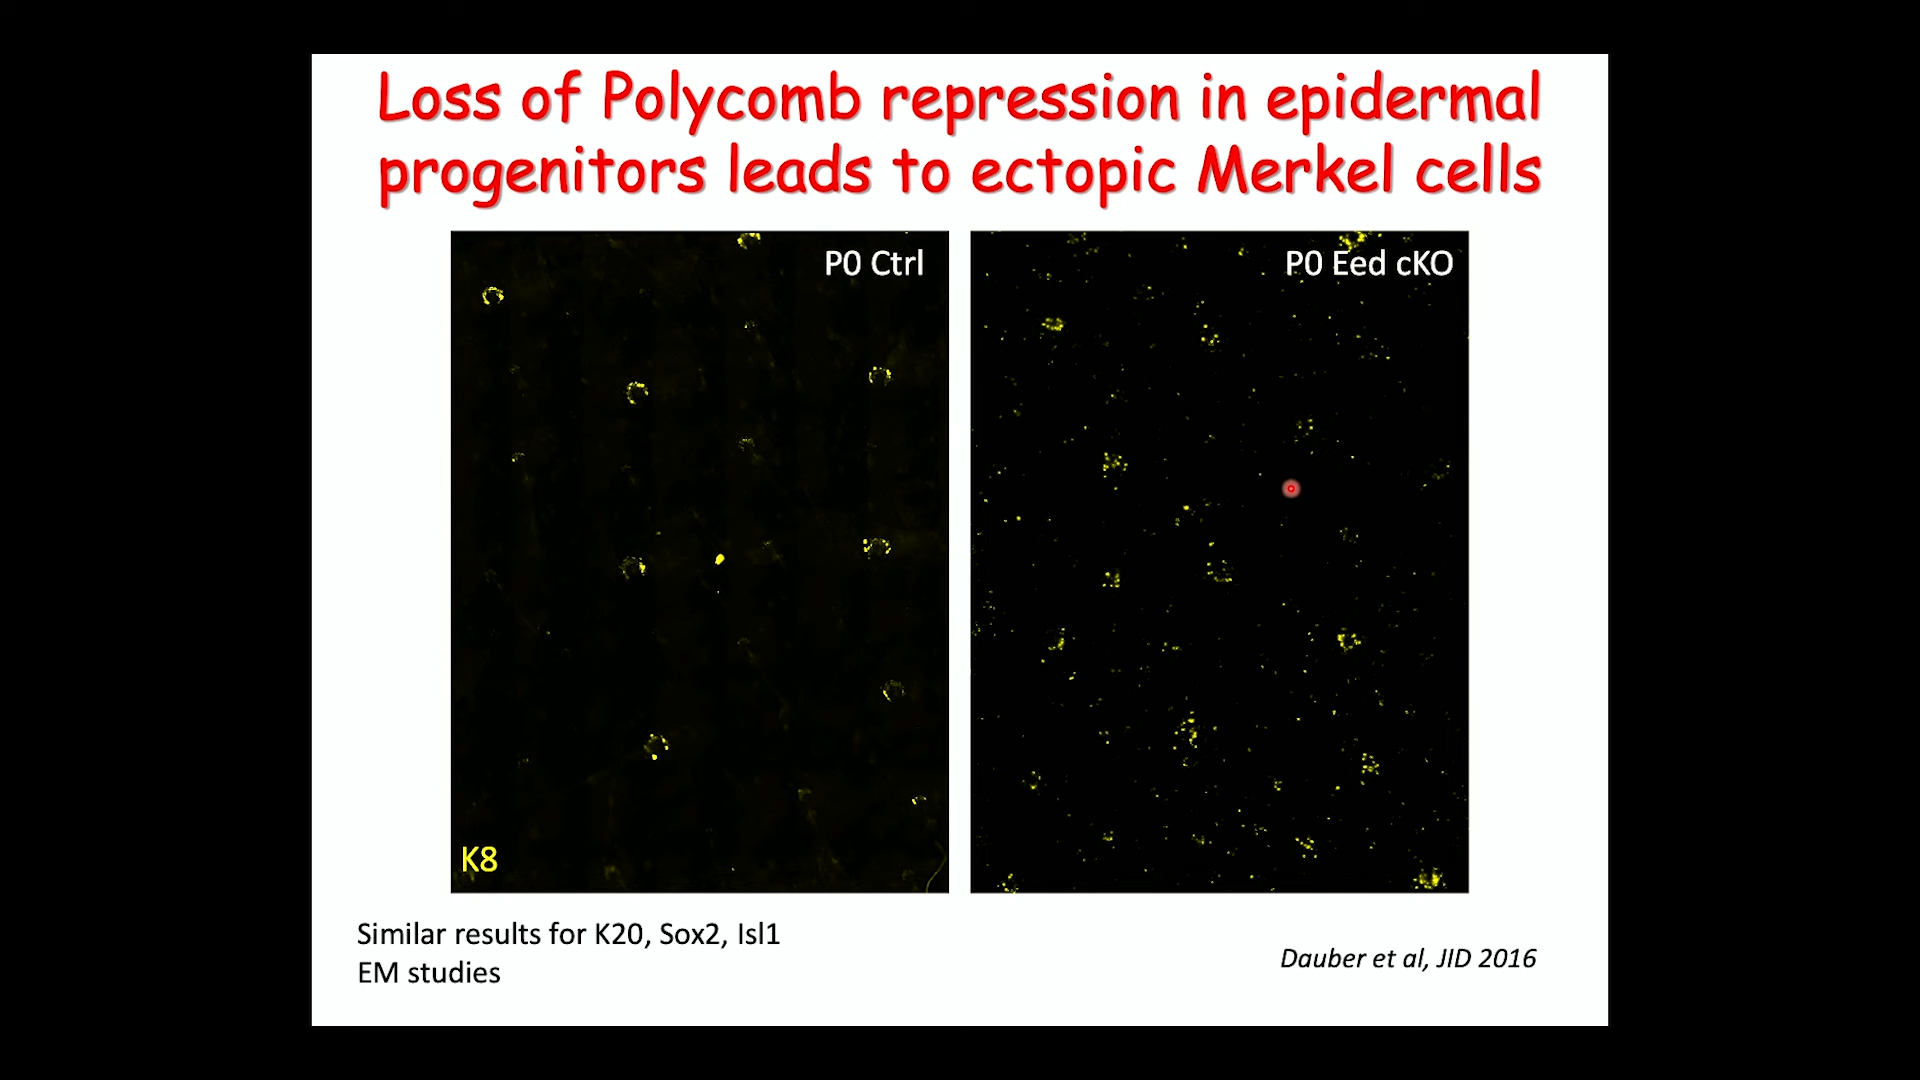 Loss of Polycomb repression in epidermal
progenitors leads to ectopic Merkel cells
P0 Ctrl
P0 Eed cKO
K8
Similar results for K20, Sox2, Isl1
EM studies
Dauber et al, JID 2016